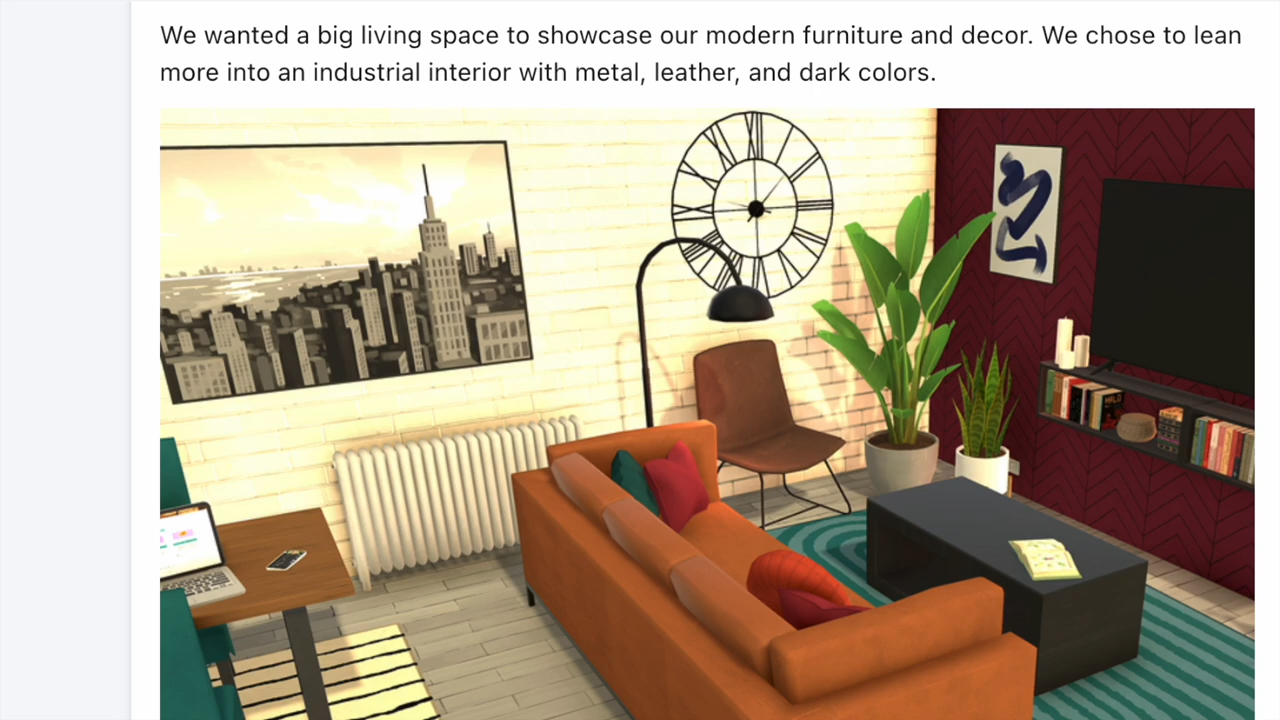 We wanted a big living space to showcase our modern furniture and decor. We chose to lean
more into an industrial interior with metal, leather, and dark colors.